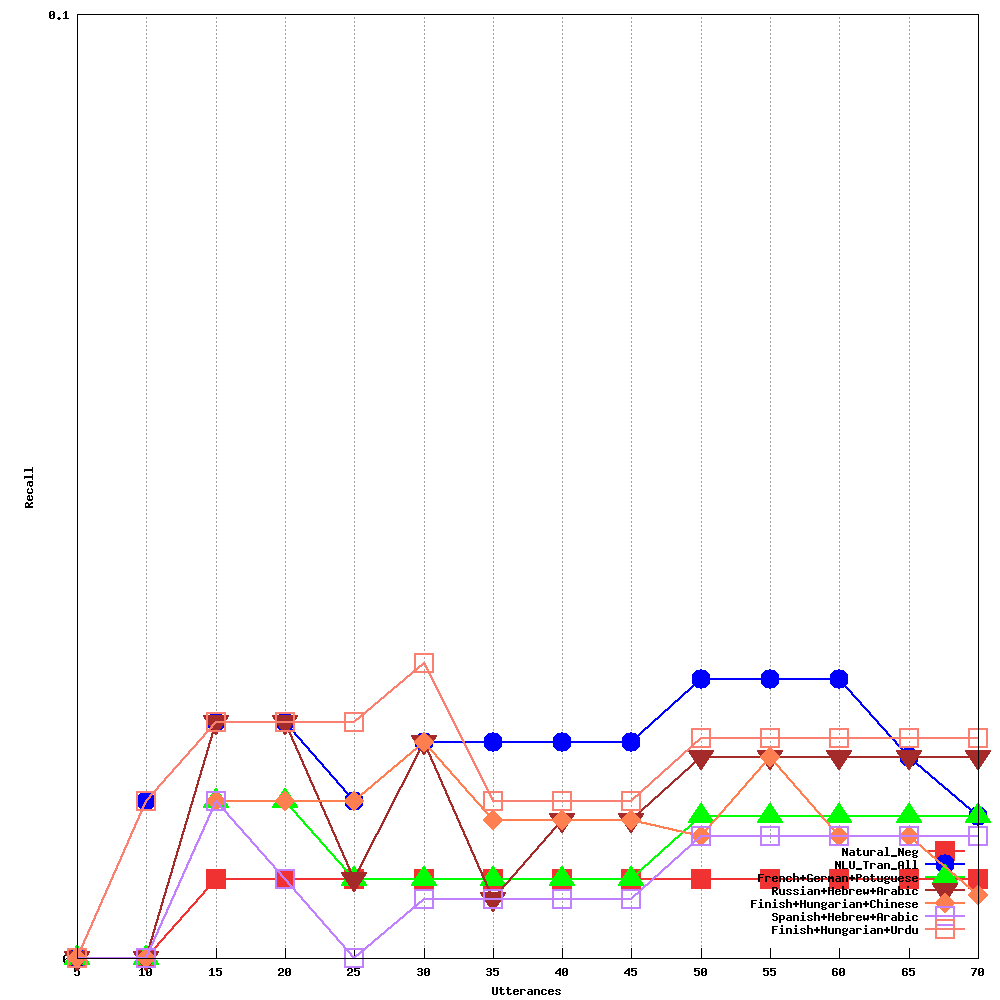 0.1
Recall
Natural_Neg
NLU_Tran_All
French+German+Potuguese
Russian+Hebrew+Arabic
Finish+Hungarian+Chinese
Spanish+Hebrew+Arabic
Finish+Hungarian+Urdu
0
5 10 15 20 25 30 35 40 45 50 55 60 65 70
Utterances